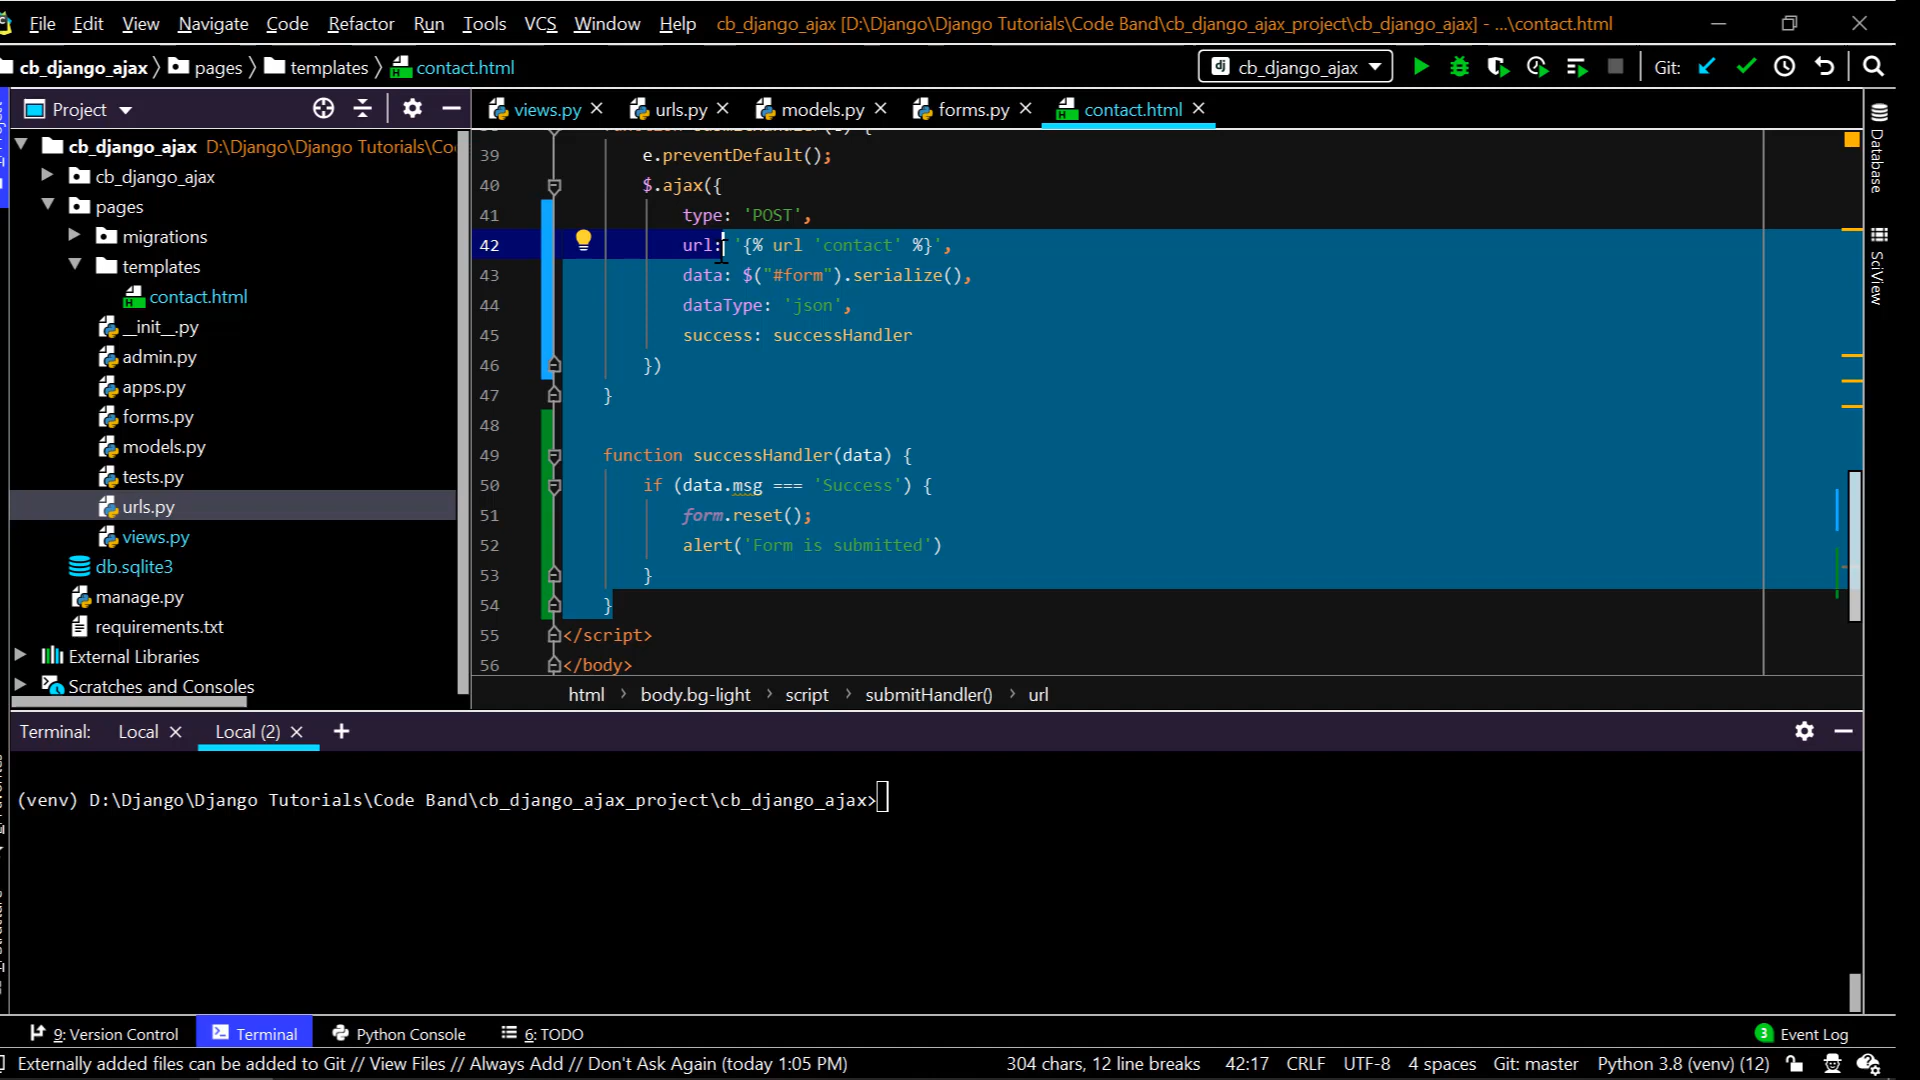 File Edit View Navigate Code Refactor Run Tools VCS Window Help cb_django_ajax [D:\Django\Django Tutorials\Code Band\cb_django_ajax_project\cb_django_ajax] - ...\contact.html
cb_django_ajax pages templates contact.html cb_django_ajax Git:
Project views.py urls.py models.py forms.py contact.html
cb_django_ajax D:\Django\Django Tutorials\Co
cb_django_ajax
pages
migrations
templates
contact.html
__init__.py
admin.py
apps.py
forms.py
models.py
tests.py
urls.py
views.py
db.sqlite3
manage.py
requirements.txt
External Libraries
Scratches and Consoles
39 e.preventDefault();
40 $.ajax({
41 type: 'POST',
42 url: '{% url 'contact' %}',
43 data: $("#form").serialize(),
44 dataType: 'json',
45 success: successHandler
46 })
47 }
48
49 function successHandler(data) {
50 if (data.msg === 'Success') {
51 form.reset();
52 alert('Form is submitted')
53 }
54 }
55 </script>
56 </body>
html body.bg-light script submitHandler() url
Database
SciView
Terminal: Local Local (2)
(venv) D:\Django\Django Tutorials\Code Band\cb_django_ajax_project\cb_django_ajax>
9: Version Control Terminal Python Console 6: TODO 3 Event Log
Externally added files can be added to Git // View Files // Always Add // Don't Ask Again (today 1:05 PM) 304 chars, 12 line breaks 42:17 CRLF UTF-8 4 spaces Git: master Python 3.8 (venv) (12)